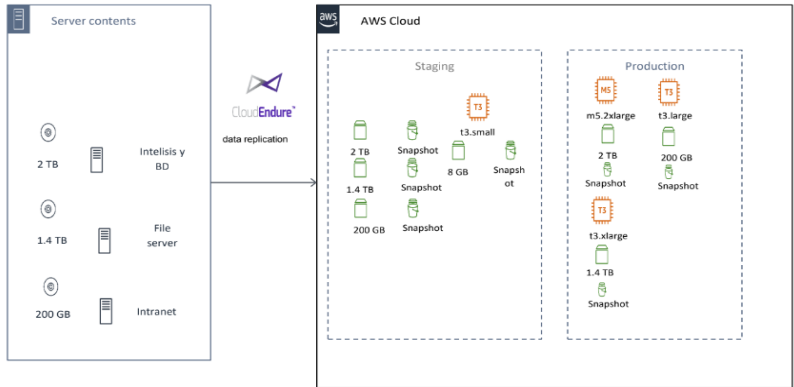 Server contents
2 TB
Intelisis y
BD
1.4 TB
File
server
200 GB
Intranet
CloudEndure™
data replication
aws
AWS Cloud
Staging
2 TB
Snapshot
1.4 TB
Snapshot
200 GB
Snapshot
T3
t3.small
8 GB
Snapsh
ot
Production
M5
m5.2xlarge
2 TB
Snapshot
T3
t3.large
200 GB
Snapshot
T3
t3.xlarge
1.4 TB
Snapshot